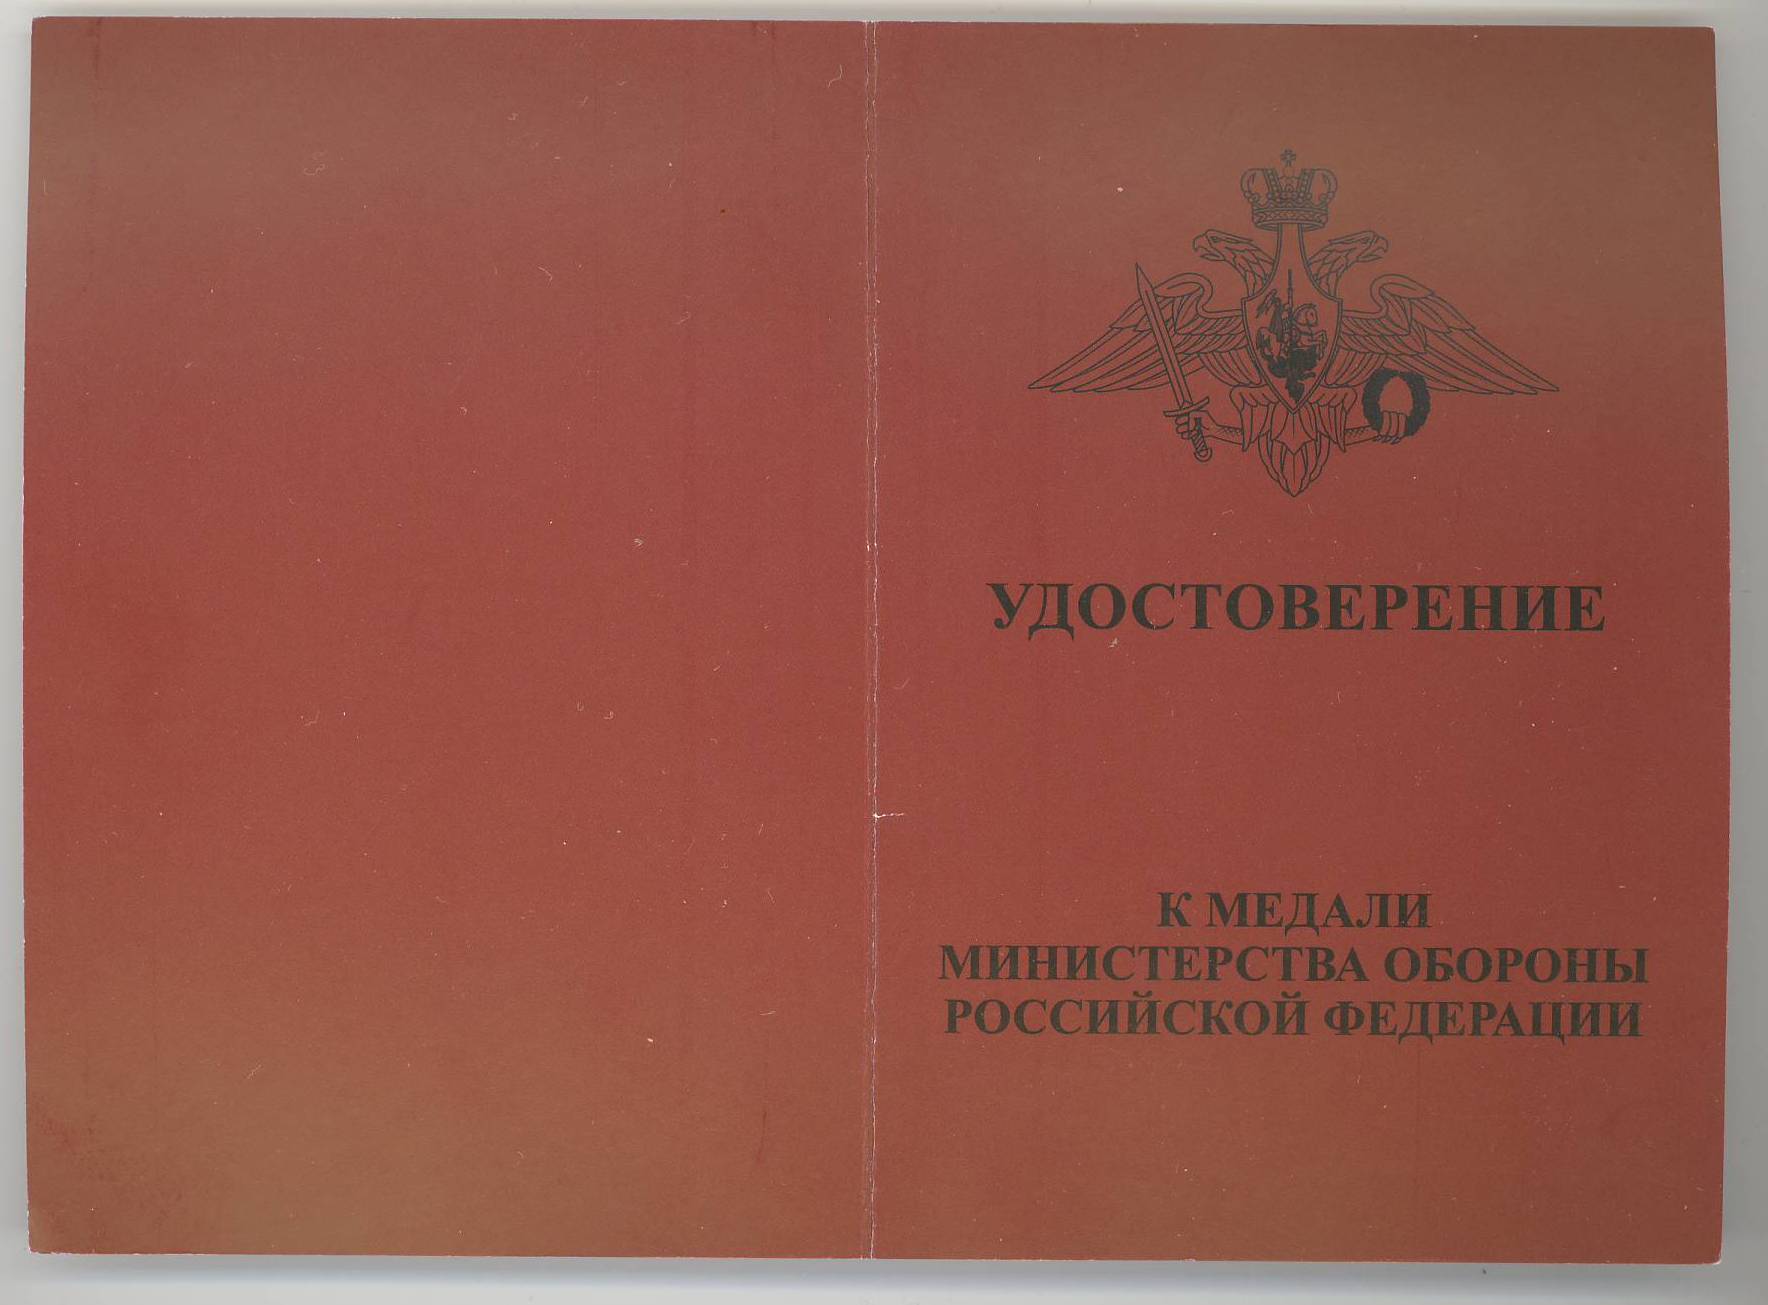 УДОСТОВЕРЕНИЕ
К МЕДАЛИ
МИНИСТЕРСТВА ОБОРОНЫ
РОССИЙСКОЙ ФЕДЕРАЦИИ